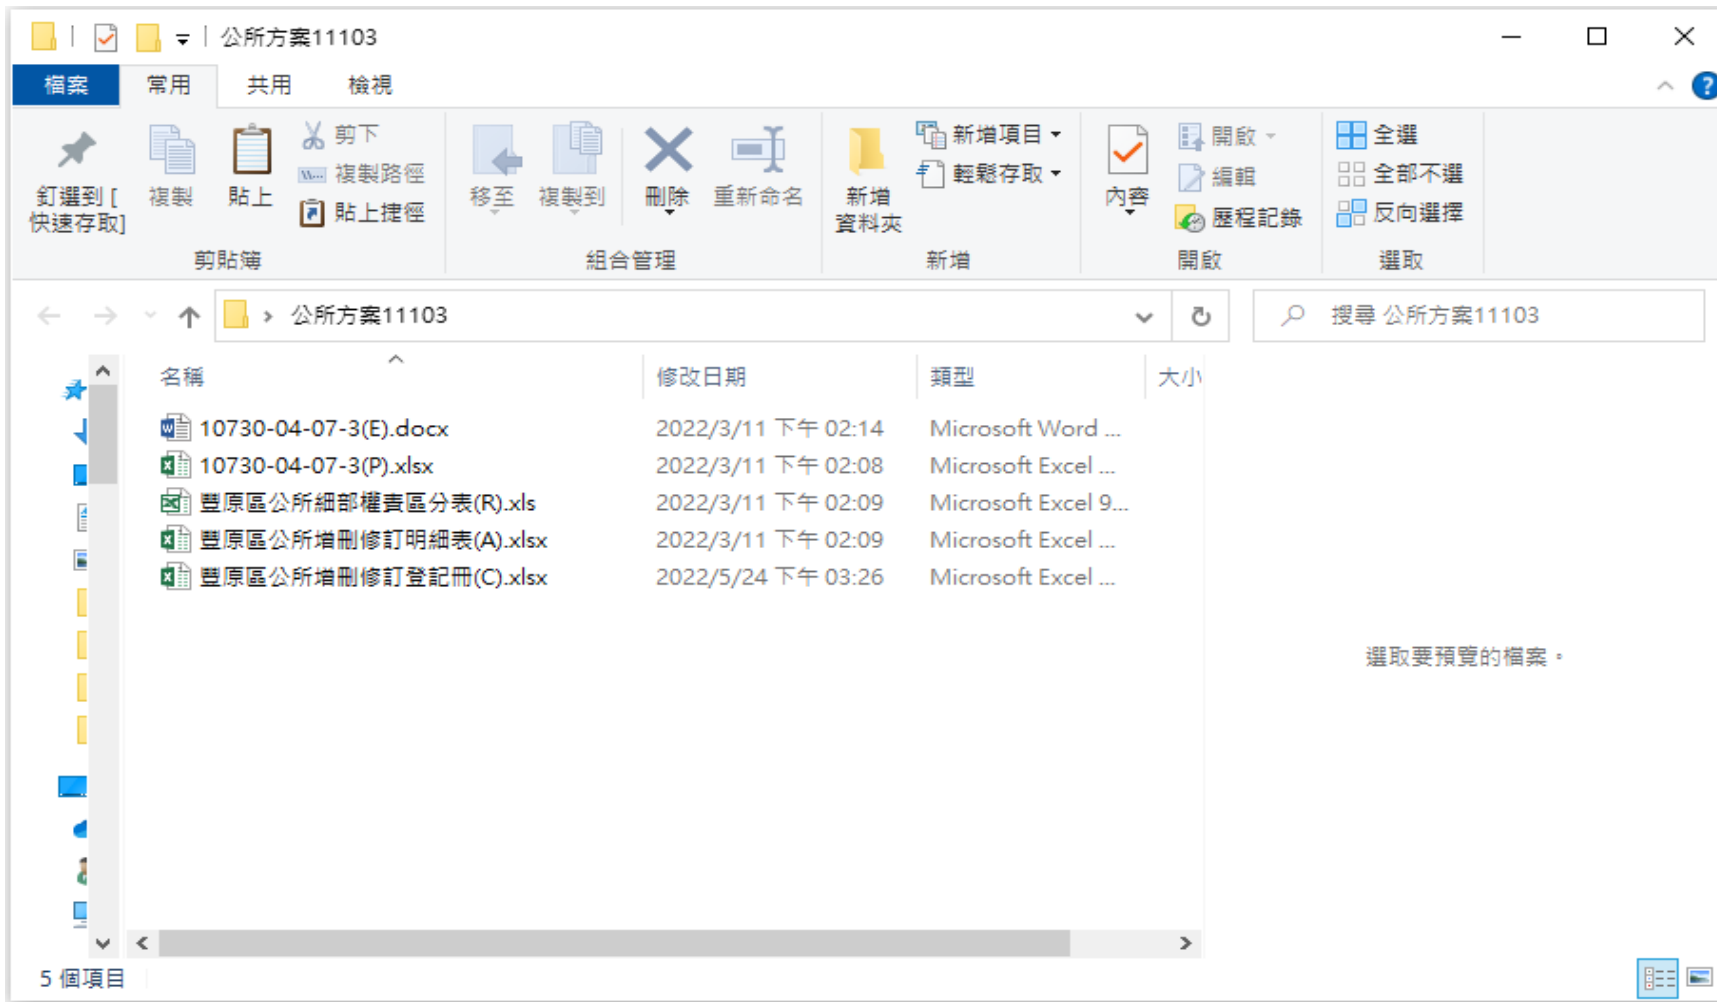 公所方案11103
檔案 常用 共用 檢視
釘選到 [
快速存取]
複製
貼上
剪下
複製路徑
貼上捷徑
剪貼簿
移至
複製到
刪除
重新命名
組合管理
新增
資料夾
新增項目
輕鬆存取
新增
內容
開啟
編輯
歷程記錄
開啟
全選
全部不選
反向選擇
選取
公所方案11103
搜尋 公所方案11103
名稱 修改日期 類型 大小
10730-04-07-3(E).docx 2022/3/11 下午 02:14 Microsoft Word ...
10730-04-07-3(P).xlsx 2022/3/11 下午 02:08 Microsoft Excel ...
豐原區公所細部權責區分表(R).xls 2022/3/11 下午 02:09 Microsoft Excel 9...
豐原區公所增刪修訂明細表(A).xlsx 2022/3/11 下午 02:09 Microsoft Excel ...
豐原區公所增刪修訂登記冊(C).xlsx 2022/5/24 下午 03:26 Microsoft Excel ...
選取要預覽的檔案。
5 個項目